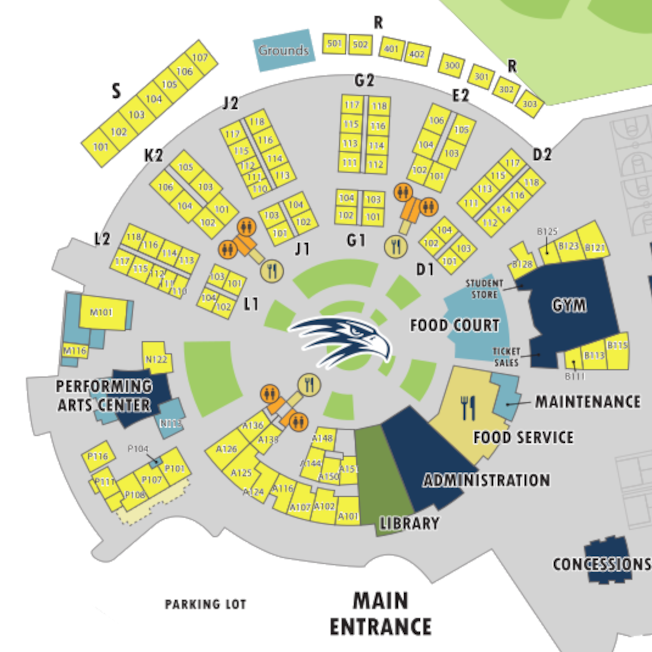 R
501 502 401 402 300 301 302 303
R
Grounds
S
101 102 103 104 105 106 107
J2
117 118
115 116
112 114
111 113
110
G2
117 118
115 116
113 114
111 112
E2
106 105
104 103
102 101
D2
117 118
115 116
113 114
111 112
K2
105 103 101
106 104 102
L2
118 116 114 113
117 115 112 111 110
J1
103 104
101 102
G1
104 103
102 101
D1
104 103
102 101
L1
103 101
104 102
B125
B128 B123 B121
STUDENT
STORE
GYM
FOOD COURT
TICKET
SALES
B111 B113 B115
M101
M116
N122
PERFORMING
ARTS CENTER
MAINTENANCE
FOOD SERVICE
ADMINISTRATION
LIBRARY
A136 A133 A126 A125 A124 A116 A107 A102 A101
A148 A144 A150 A151
P104
P116 P111 P108 P107 P101
CONCESSIONS
PARKING LOT
MAIN
ENTRANCE